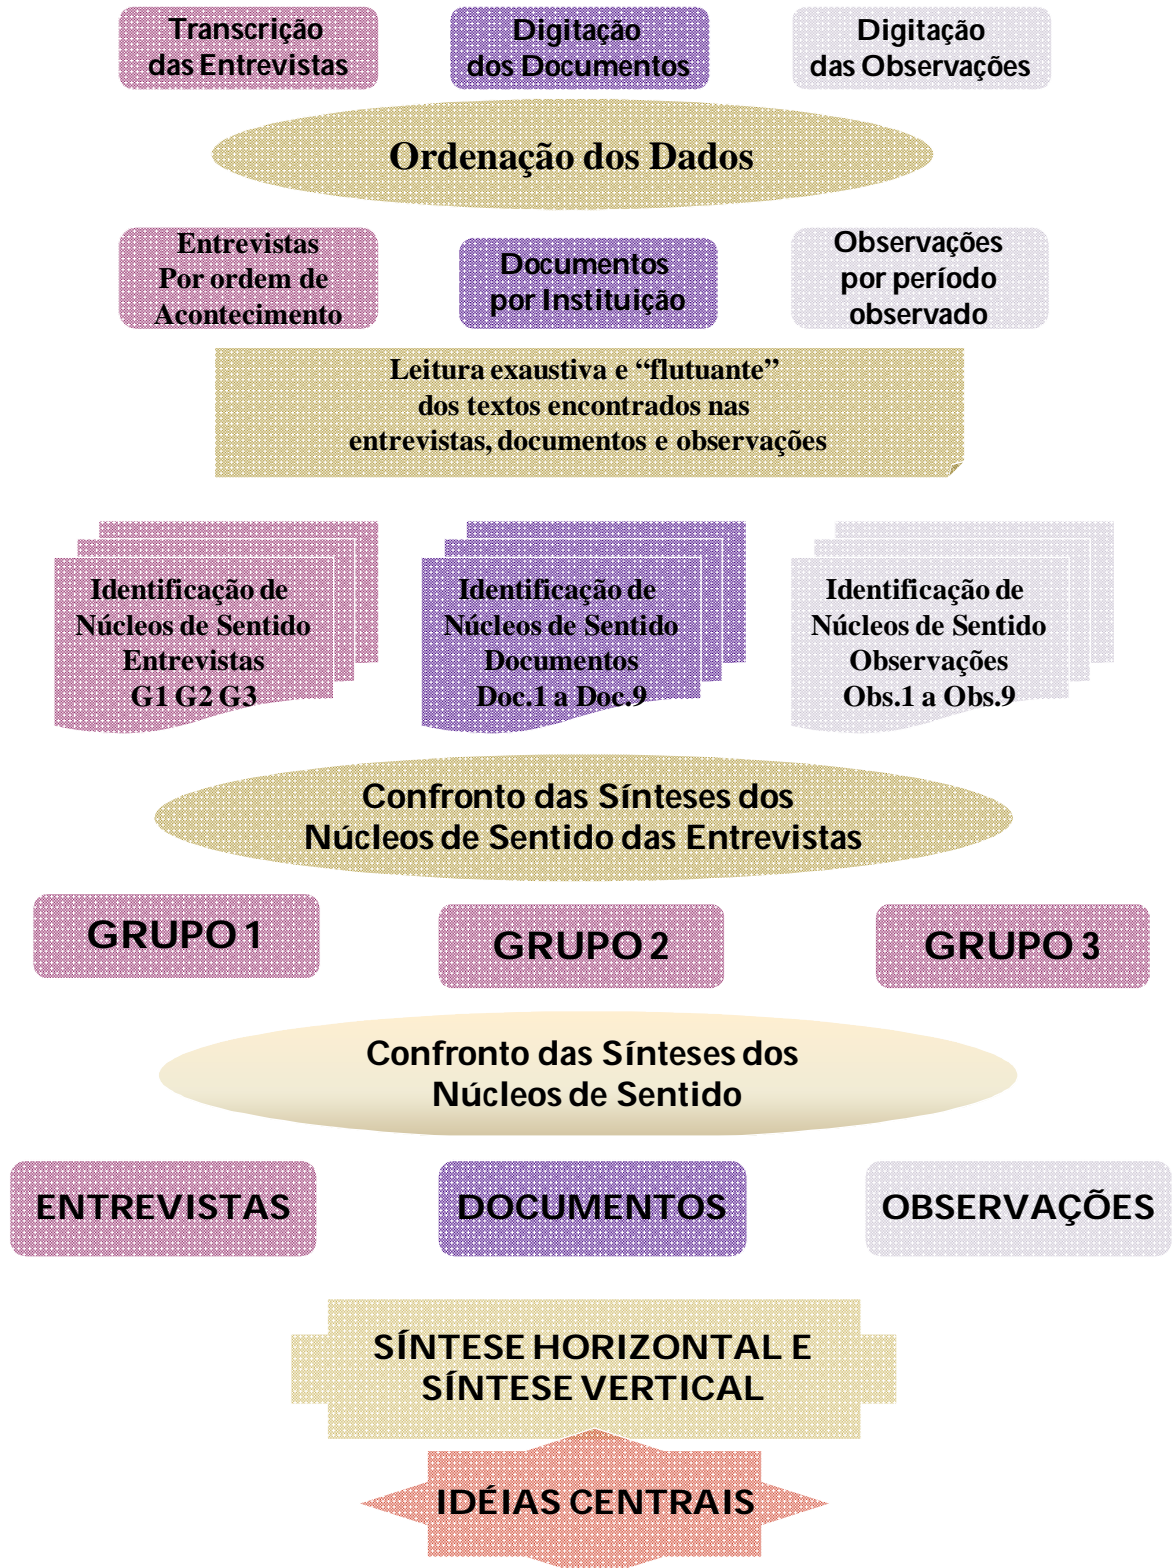 Transcrição
das Entrevistas
Digitação
dos Documentos
Digitação
das Observações
Ordenação dos Dados
Entrevistas
Por ordem de
Acontecimento
Documentos
por Instituição
Observações
por período
observado
Leitura exaustiva e “flutuante”
dos textos encontrados nas
entrevistas, documentos e observações
Identificação de
Núcleos de Sentido
Entrevistas
G1 G2 G3
Identificação de
Núcleos de Sentido
Documentos
Doc.1 a Doc.9
Identificação de
Núcleos de Sentido
Observações
Obs.1 a Obs.9
Confronto das Sínteses dos
Núcleos de Sentido das Entrevistas
GRUPO 1
GRUPO 2
GRUPO 3
Confronto das Sínteses dos
Núcleos de Sentido
ENTREVISTAS
DOCUMENTOS
OBSERVAÇÕES
SÍNTESE HORIZONTAL E
SÍNTESE VERTICAL
IDÉIAS CENTRAIS